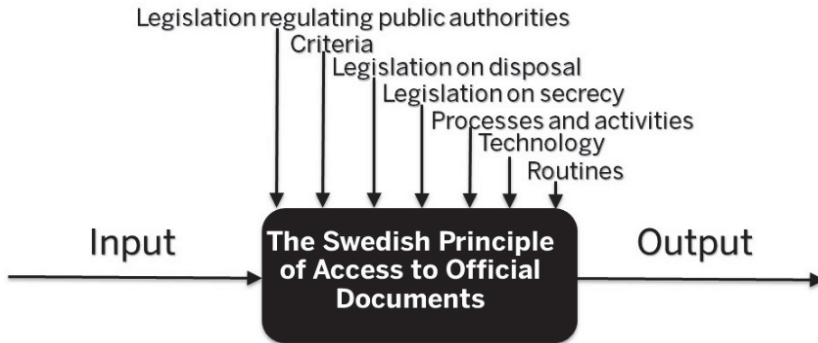 Legislation regulating public authorities
Criteria
Legislation on disposal
Legislation on secrecy
Processes and activities
Technology
Routines
Input
The Swedish Principle
of Access to Official
Documents
Output